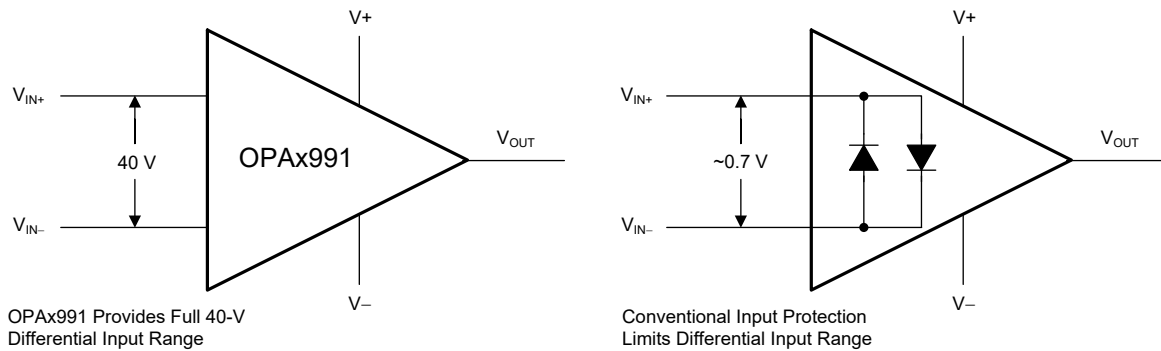 V+
VIN+
40 V
OPAx991
VOUT
VIN–
V–
OPAx991 Provides Full 40-V
Differential Input Range
V+
VIN+
~0.7 V
VOUT
VIN–
V–
Conventional Input Protection
Limits Differential Input Range